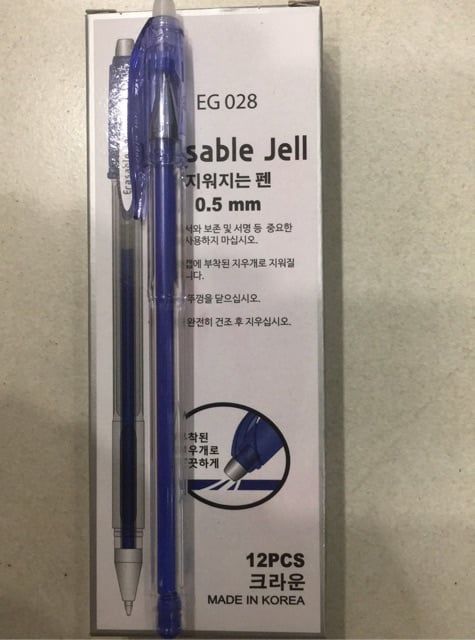 EG 028
sable Jell
지워지는 펜
0.5 mm
서와 보존 및 서명 등 중요한
사용하지 마십시오.
캡에 부착된 지우개로 지워질
니다.
뚜껑을 닫으십시오.
완전히 건조 후 지우십시오.
착된
우개로
끗하게
12PCS
크라운
MADE IN KOREA
Erasable